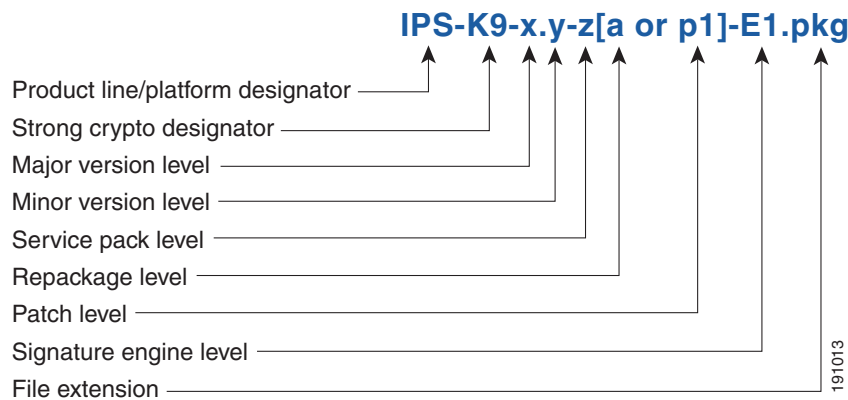 IPS-K9-x.y-z[a or p1]-E1.pkg
Product line/platform designator
Strong crypto designator
Major version level
Minor version level
Service pack level
Repackage level
Patch level
Signature engine level
File extension
191013